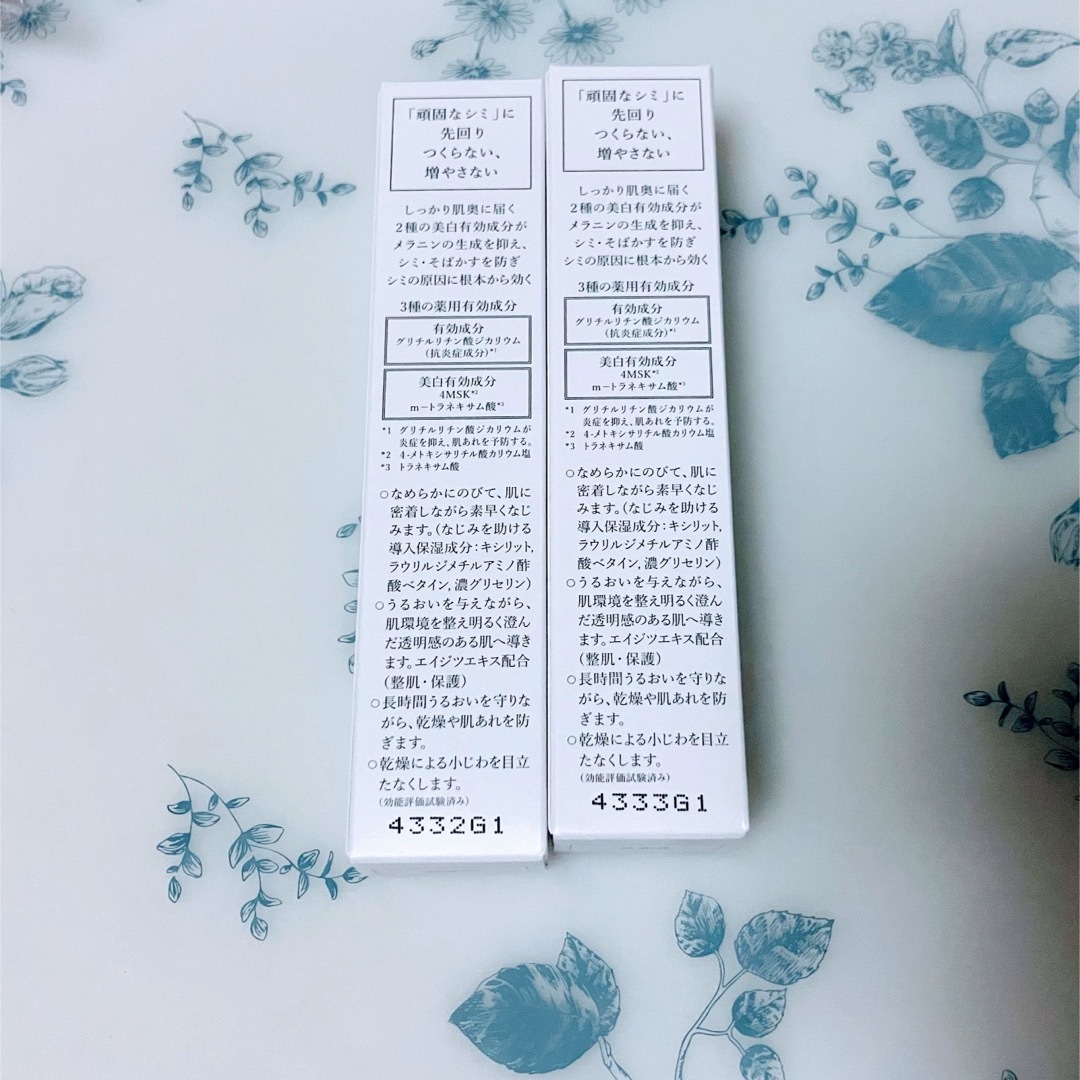 「頑固なシミ」に
先回り
つくらない、
増やさない
しっかり肌奥に届く
2種の美白有効成分が
メラニンの生成を抑え、
シミ・そばかすを防ぎ
シミの原因に根本から効く
3種の薬用有効成分
有効成分
グリチルリチン酸ジカリウム
(抗炎症成分)*1
美白有効成分
4MSK*2
m-トラネキサム酸*3
*1 グリチルリチン酸ジカリウムが
炎症を抑え、肌あれを予防する。
*2 4-メトキシサリチル酸カリウム塩
*3 トラネキサム酸
○なめらかにのびて、肌に
密着しながら素早くなじ
みます。(なじみを助ける
導入保湿成分:キシリット,
ラウリルジメチルアミノ酢
酸ベタイン,濃グリセリン)
○うるおいを与えながら、
肌環境を整え明るく澄ん
だ透明感のある肌へ導き
ます。エイジツエキス配合
(整肌・保護)
○長時間うるおいを守りな
がら、乾燥や肌あれを防
ぎます。
○乾燥による小じわを目立
たなくします。
(効能評価試験済み)
4332G1
「頑固なシミ」に
先回り
つくらない、
増やさない
しっかり肌奥に届く
2種の美白有効成分が
メラニンの生成を抑え、
シミ・そばかすを防ぎ
シミの原因に根本から効く
3種の薬用有効成分
有効成分
グリチルリチン酸ジカリウム
(抗炎症成分)*1
美白有効成分
4MSK*2
m-トラネキサム酸*3
*1 グリチルリチン酸ジカリウムが
炎症を抑え、肌あれを予防する。
*2 4-メトキシサリチル酸カリウム塩
*3 トラネキサム酸
○なめらかにのびて、肌に
密着しながら素早くなじ
みます。(なじみを助ける
導入保湿成分:キシリット,
ラウリルジメチルアミノ酢
酸ベタイン,濃グリセリン)
○うるおいを与えながら、
肌環境を整え明るく澄ん
だ透明感のある肌へ導き
ます。エイジツエキス配合
(整肌・保護)
○長時間うるおいを守りな
がら、乾燥や肌あれを防
ぎます。
○乾燥による小じわを目立
たなくします。
(効能評価試験済み)
4333G1